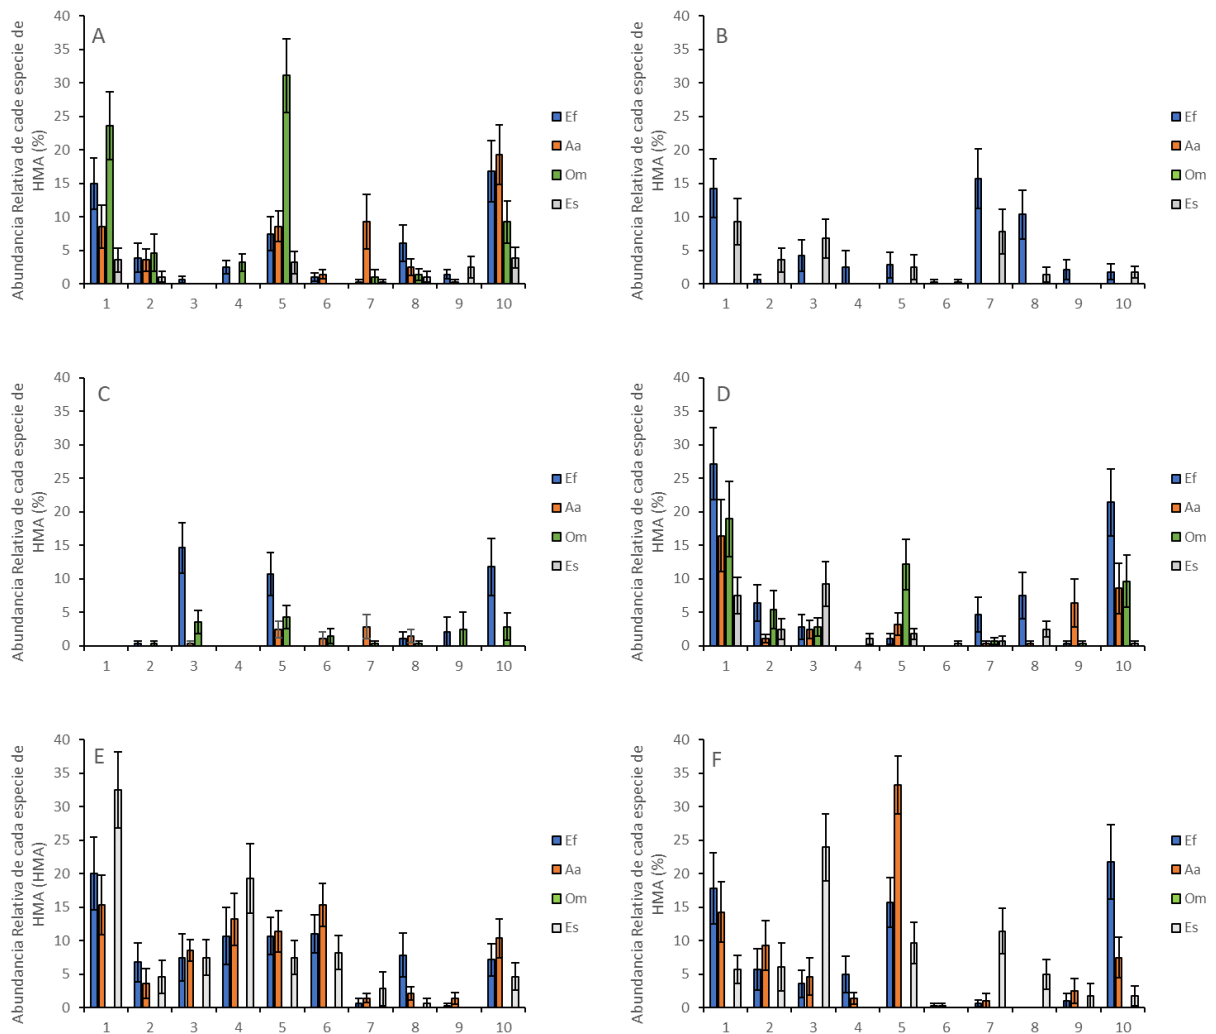 Abundancia Relativa de cade especie de
HMA (%)
A
40
35
30
25
20
15
10
5
0
1 2 3 4 5 6 7 8 9 10
Ef
Aa
Om
Es
Abundancia Relativa de cada especie de
HMA (%)
B
40
35
30
25
20
15
10
5
0
1 2 3 4 5 6 7 8 9 10
Ef
Aa
Om
Es
Abundancia Relativa de cada especie de
HMA (%)
C
40
35
30
25
20
15
10
5
0
1 2 3 4 5 6 7 8 9 10
Ef
Aa
Om
Es
Abundancia Relativa de cada especie de
HMA (%)
D
40
35
30
25
20
15
10
5
0
1 2 3 4 5 6 7 8 9 10
Ef
Aa
Om
Es
Abundancia Relativa de cada especie de
HMA (HMA)
E
40
35
30
25
20
15
10
5
0
1 2 3 4 5 6 7 8 9 10
Ef
Aa
Om
Es
Abundancia Relativa de cada especie de
HMA (%)
F
40
35
30
25
20
15
10
5
0
1 2 3 4 5 6 7 8 9 10
Ef
Aa
Om
Es